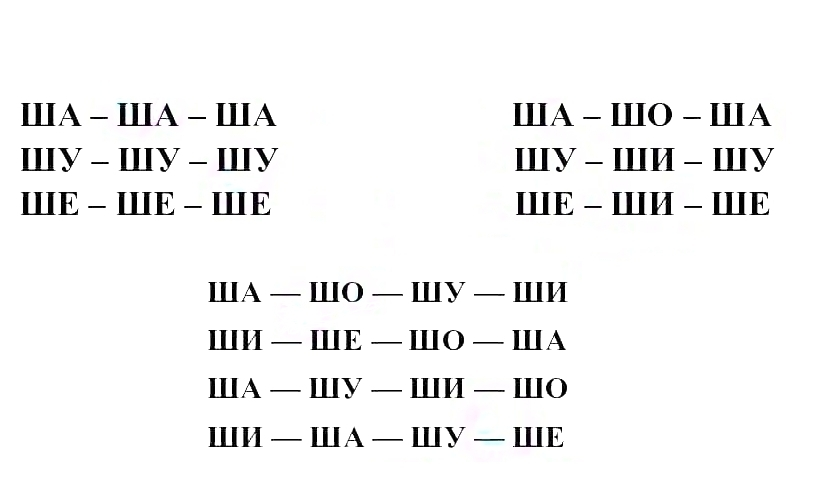 ША – ША – ША
ШУ – ШУ – ШУ
ШЕ – ШЕ – ШЕ
ША – ШО – ША
ШУ – ШИ – ШУ
ШЕ – ШИ – ШЕ
ША — ШО — ШУ — ШИ
ШИ — ШЕ — ШО — ША
ША — ШУ — ШИ — ШО
ШИ — ША — ШУ — ШЕ